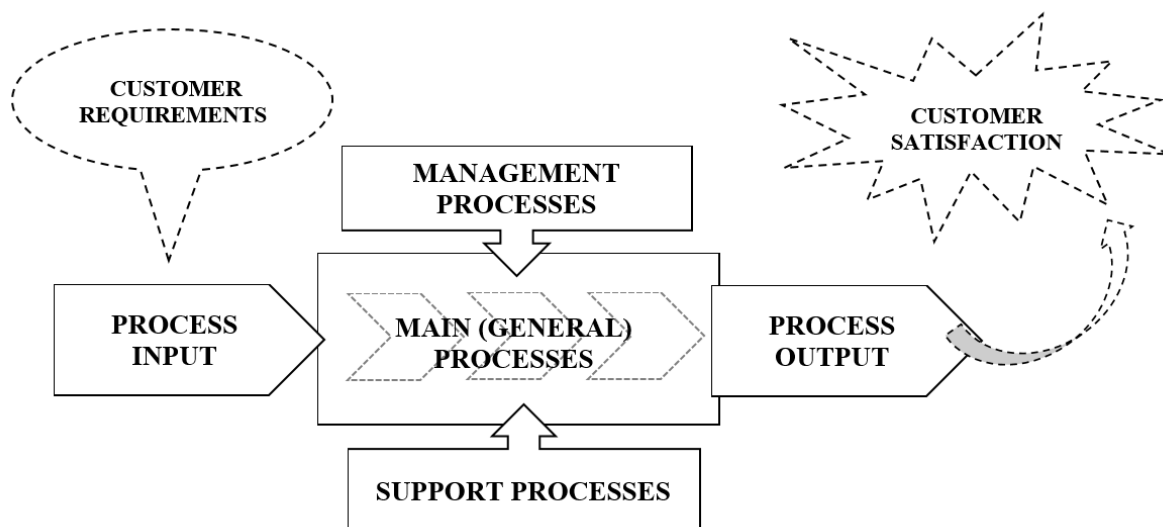 CUSTOMER
REQUIREMENTS
CUSTOMER
SATISFACTION
MANAGEMENT
PROCESSES
PROCESS
INPUT
MAIN (GENERAL)
PROCESSES
PROCESS
OUTPUT
SUPPORT PROCESSES